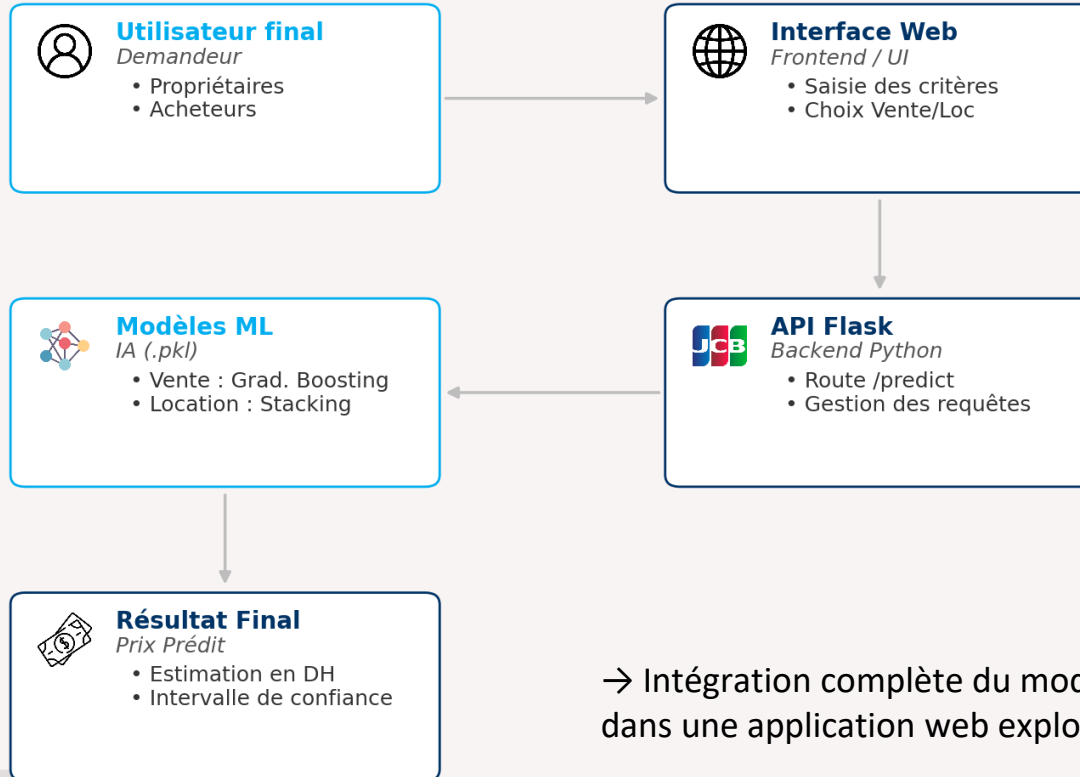 Utilisateur final
Demandeur
• Propriétaires
• Acheteurs
Interface Web
Frontend / UI
• Saisie des critères
• Choix Vente/Loc
Modèles ML
IA (.pkl)
• Vente : Grad. Boosting
• Location : Stacking
JCB
API Flask
Backend Python
• Route /predict
• Gestion des requêtes
Résultat Final
Prix Prédit
• Estimation en DH
• Intervalle de confiance
→ Intégration complète du
dans une application web